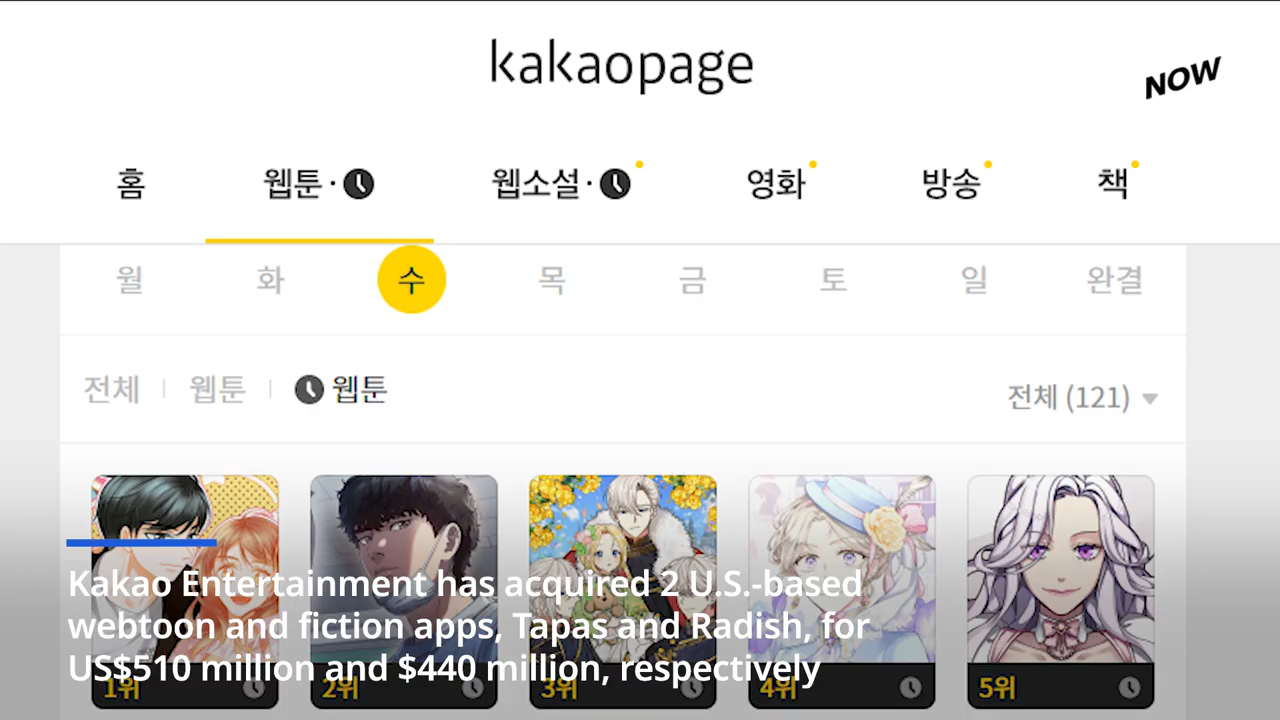 kakaopage
NOW
홈 웹툰 · 웹소설 · 영화 방송 책
월 화 수 목 금 토 일 완결
전체 웹툰 웹툰 전체 (121)
Kakao Entertainment has acquired 2 U.S.-based
webtoon and fiction apps, Tapas and Radish, for
US$510 million and $440 million, respectively
1위 2위 3위 4위 5위